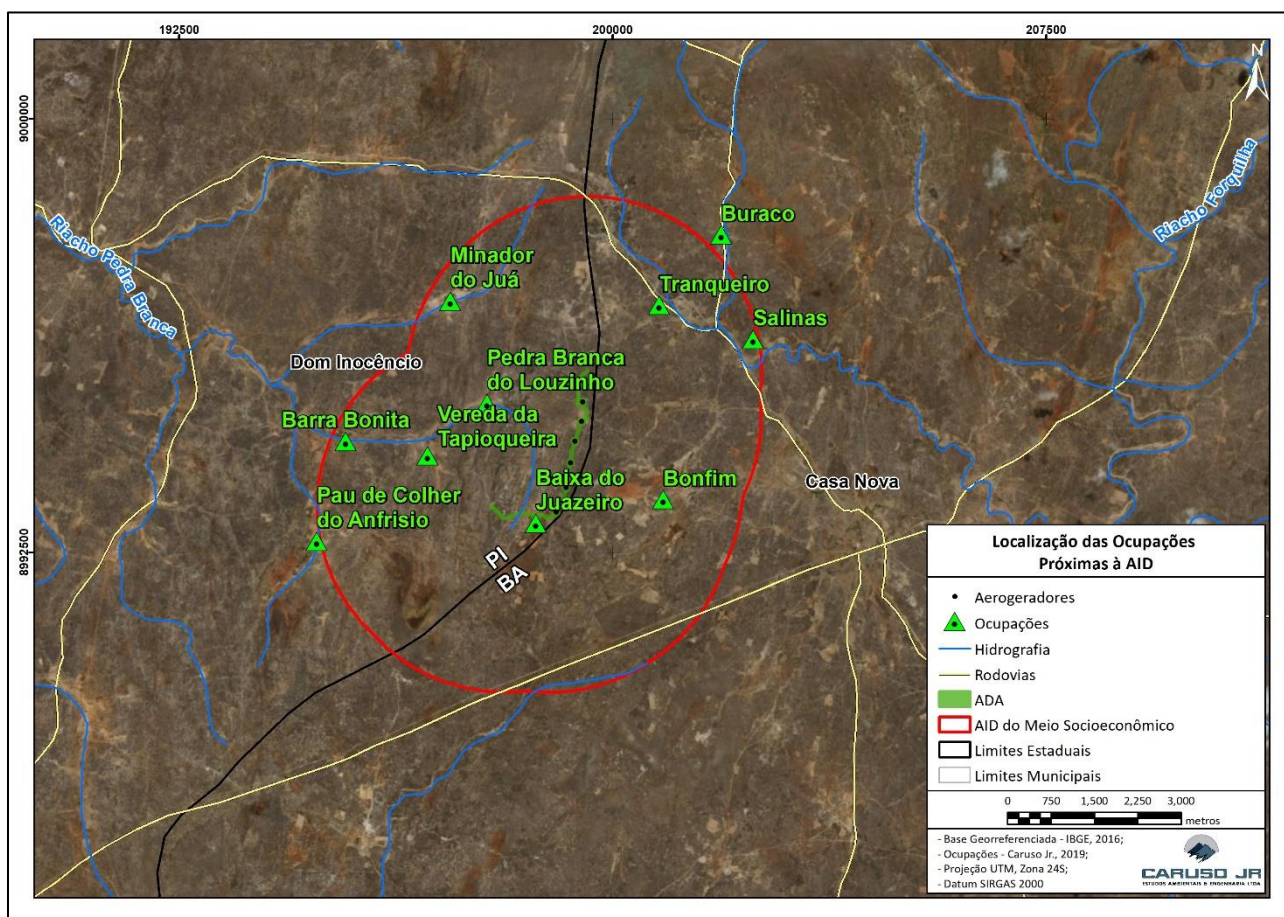 192500
200000
207500
9000000
8992500
Riacho Pedra Branca
Riacho Forquilha
Buraco
Minador
do Juá
Tranqueiro
Salinas
Dom Inocêncio
Pedra Branca
do Louzinho
Barra Bonita
Vereda da
Tapioqueira
Baixa do
Juazeiro
Bonfim
Casa Nova
Pau de Colher
do Anfrisio
PI
BA
Localização das Ocupações
Próximas à AID
Aerogeradores
Ocupações
Hidrografia
Rodovias
ADA
AID do Meio Socioeconômico
Limites Estaduais
Limites Municipais
0 750 1,500 2,250 3,000
metros
- Base Georreferenciada - IBGE, 2016;
- Ocupações - Caruso Jr., 2019;
- Projeção UTM, Zona 24S;
- Datum SIRGAS 2000
CARUSO JR
ESTUDOS AMBIENTAIS & ENGENHARIA LTDA.
N